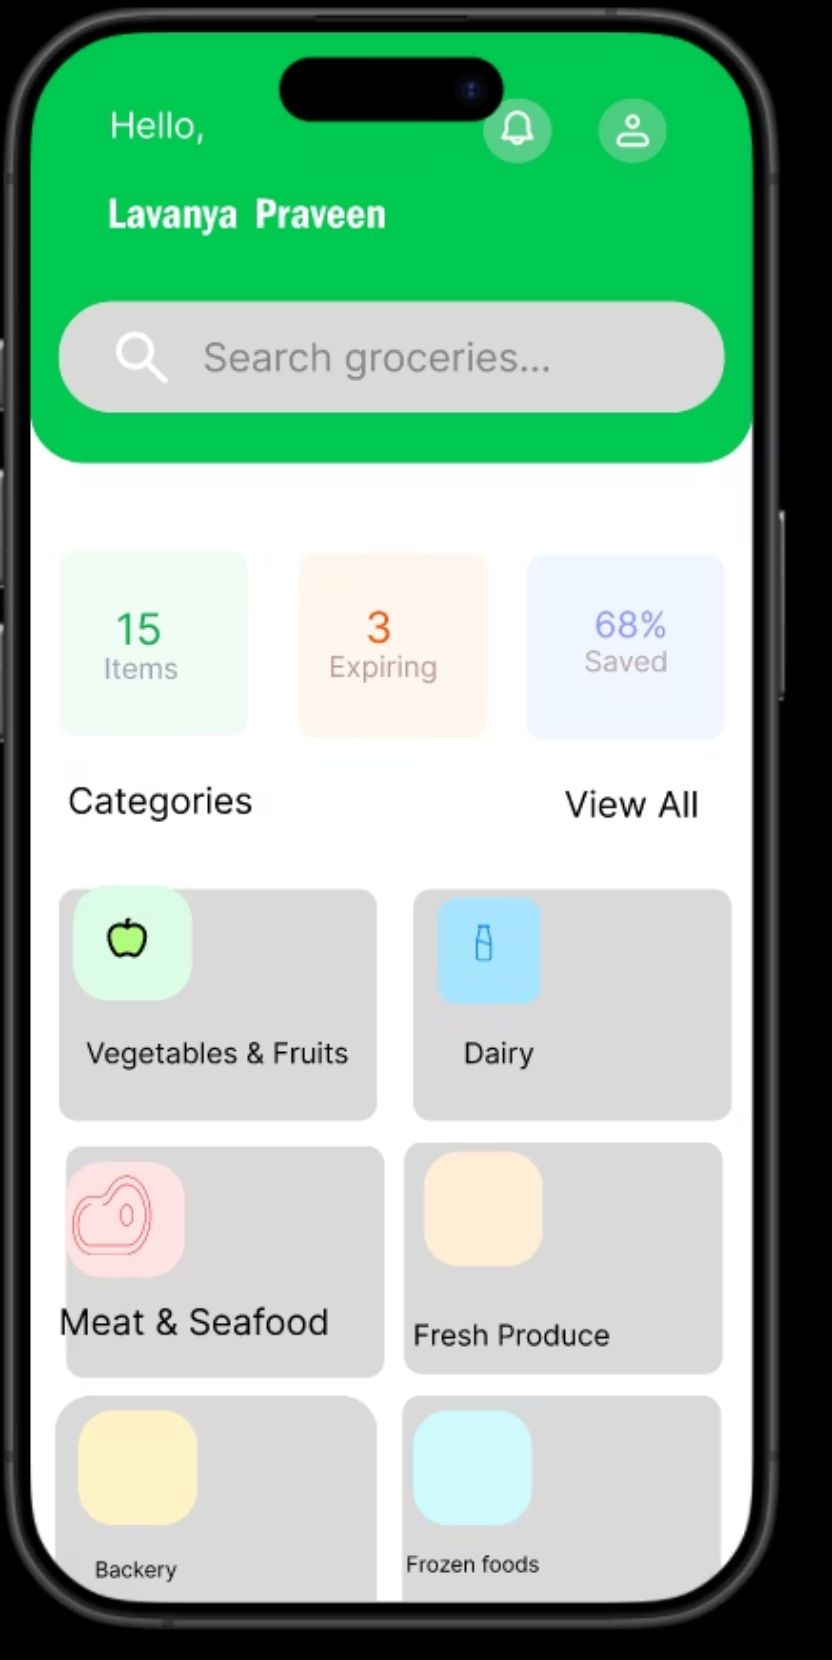 Hello,
Lavanya Praveen
Search groceries...
15
Items
3
Expiring
68%
Saved
Categories
View All
Vegetables & Fruits
Dairy
Meat & Seafood
Fresh Produce
Backery
Frozen foods